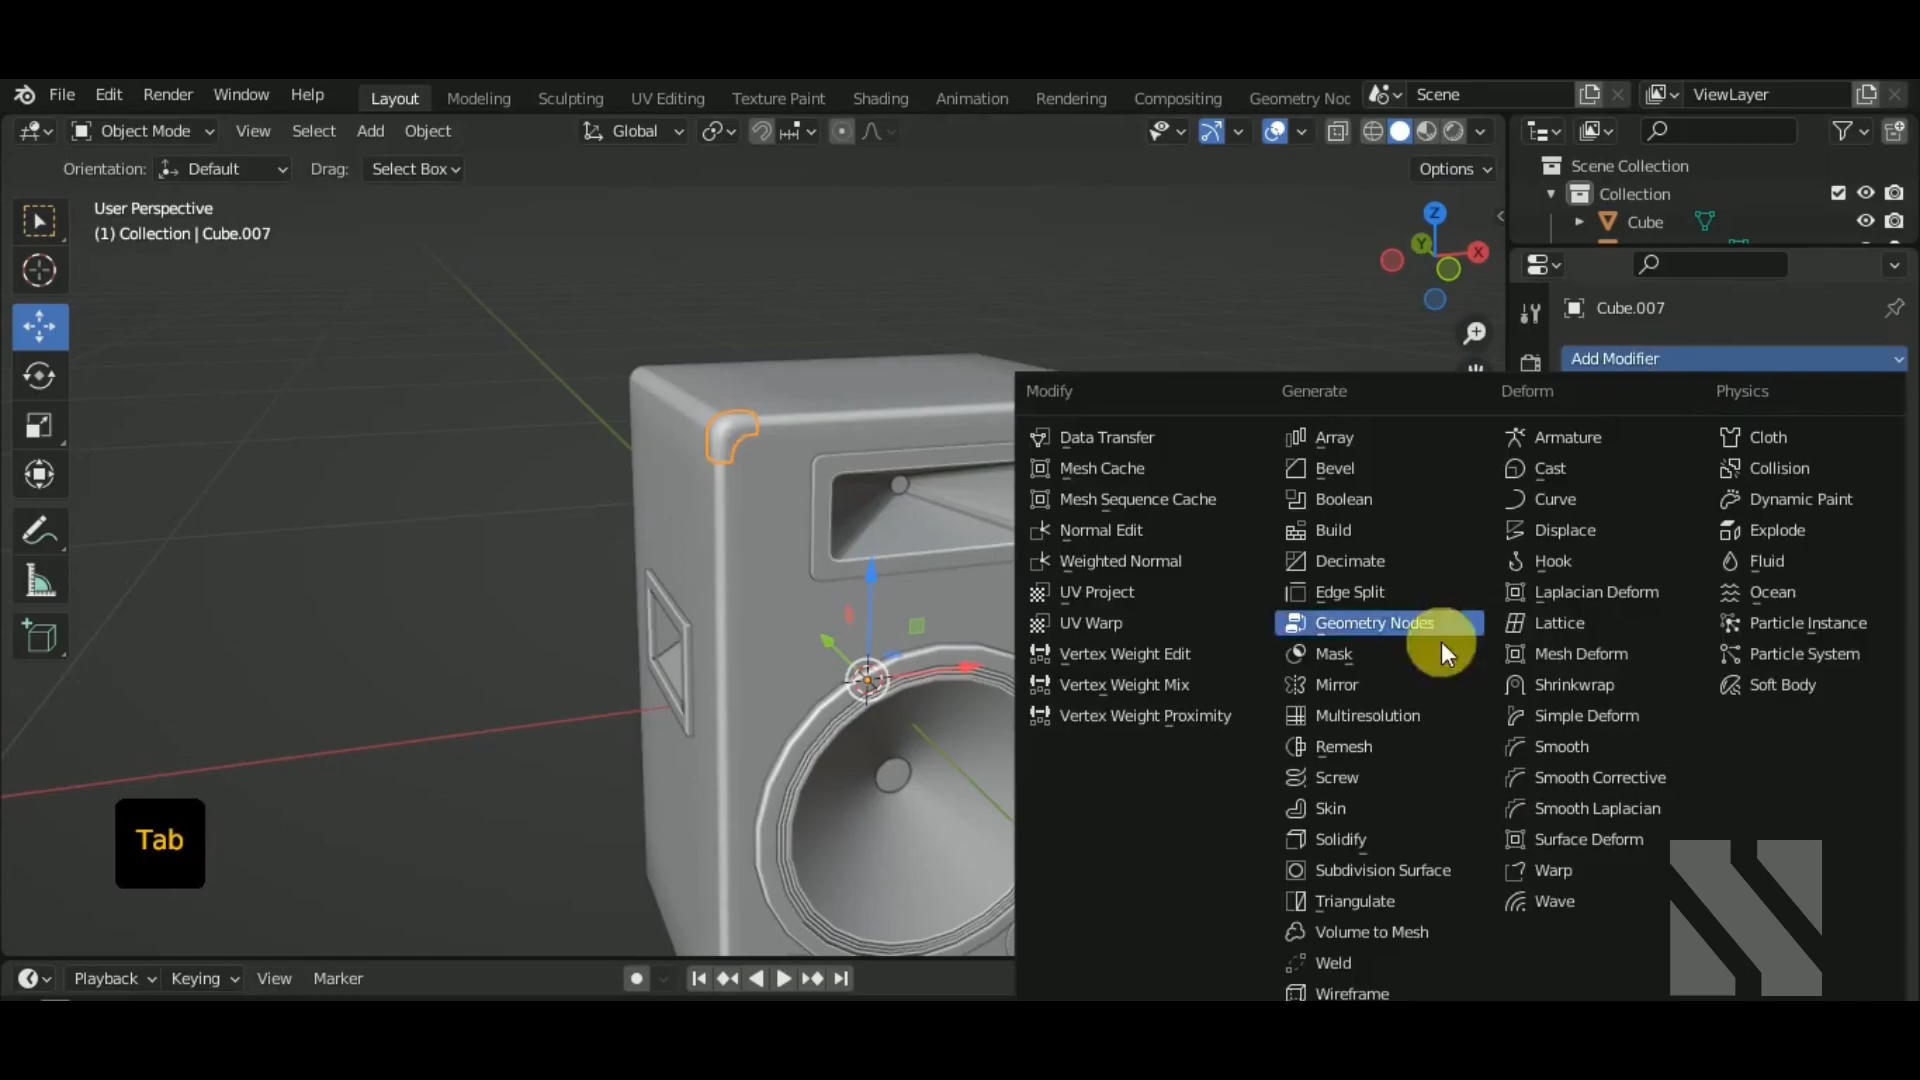 File Edit Render Window Help Layout Modeling Sculpting UV Editing Texture Paint Shading Animation Rendering Compositing Geometry Noc Scene ViewLayer
Object Mode View Select Add Object Global
Orientation: Default Drag: Select Box Options
User Perspective
(1) Collection | Cube.007
Z
Y
X
Scene Collection
Collection
Cube
Cube.007
Add Modifier
Modify
Data Transfer
Mesh Cache
Mesh Sequence Cache
Normal Edit
Weighted Normal
UV Project
UV Warp
Vertex Weight Edit
Vertex Weight Mix
Vertex Weight Proximity
Generate
Array
Bevel
Boolean
Build
Decimate
Edge Split
Geometry Nodes
Mask
Mirror
Multiresolution
Remesh
Screw
Skin
Solidify
Subdivision Surface
Triangulate
Volume to Mesh
Weld
Wireframe
Deform
Armature
Cast
Curve
Displace
Hook
Laplacian Deform
Lattice
Mesh Deform
Shrinkwrap
Simple Deform
Smooth
Smooth Corrective
Smooth Laplacian
Surface Deform
Warp
Wave
Physics
Cloth
Collision
Dynamic Paint
Explode
Fluid
Ocean
Particle Instance
Particle System
Soft Body
Tab
Playback Keying View Marker